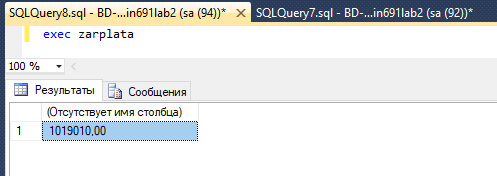 SQLQuery8.sql - BD-...in691lab2 (sa (94))* SQLQuery7.sql - BD-...in691lab2 (sa (92))*
exec zarplata
100 %
Результаты Сообщения
(Отсутствует имя столбца)
1 1019010,00